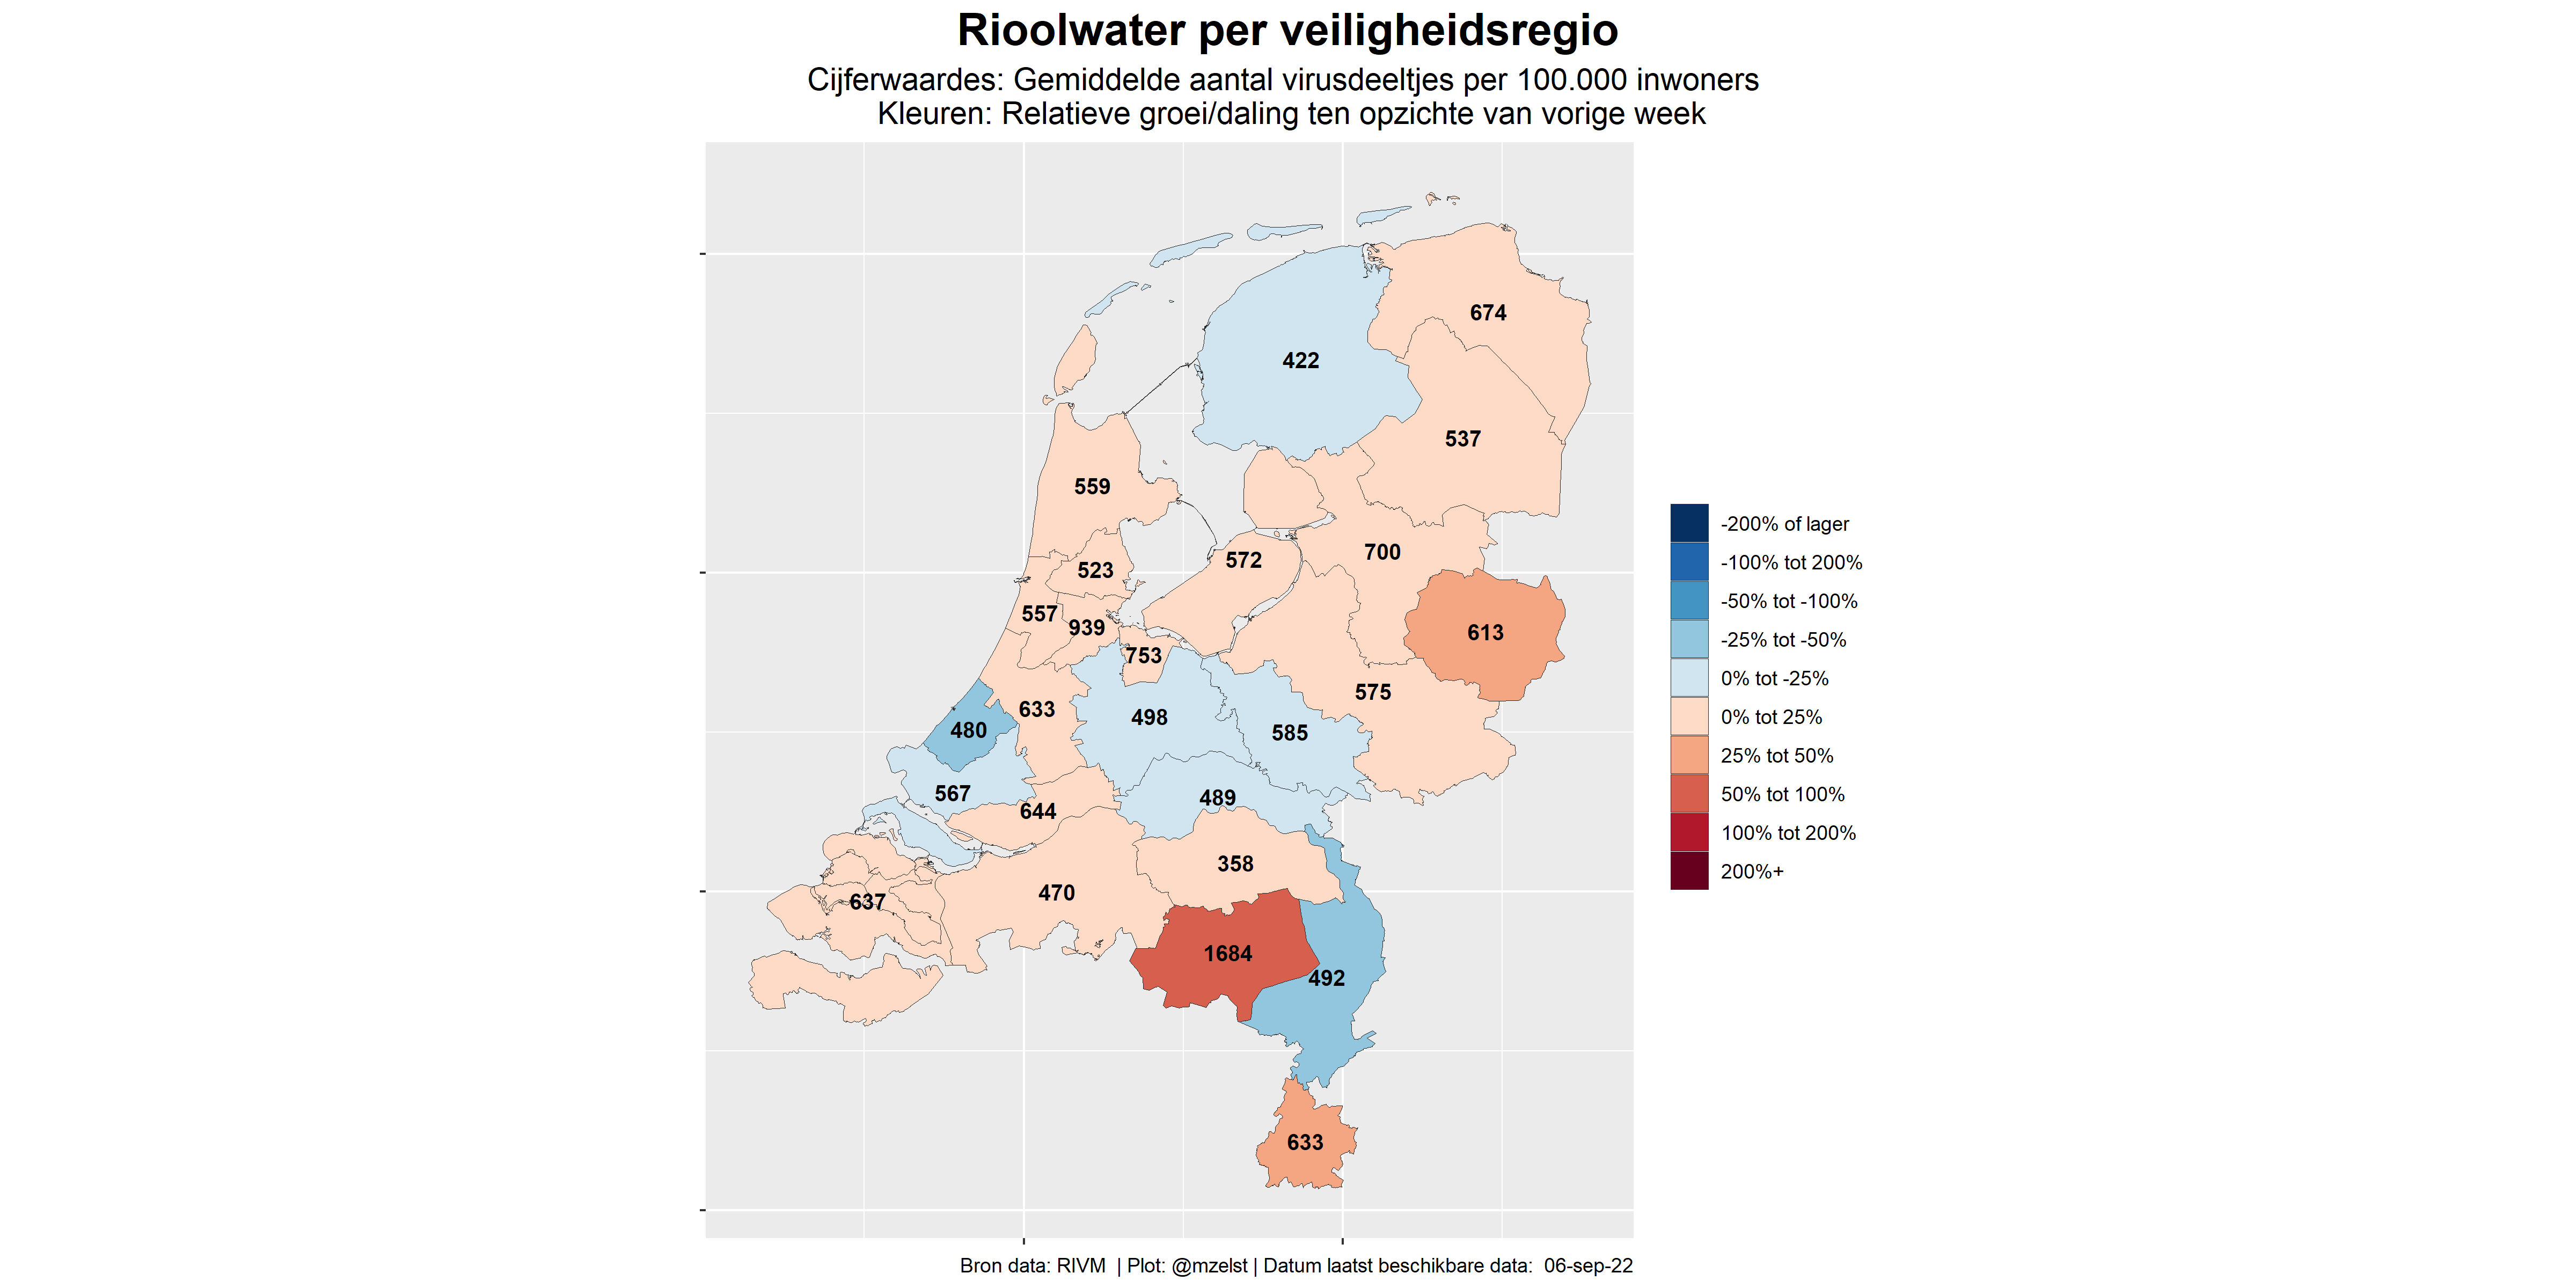 Rioolwater per veiligheidsregio
Cijferwaardes: Gemiddelde aantal virusdeeltjes per 100.000 inwoners
Kleuren: Relatieve groei/daling ten opzichte van vorige week
674
422
537
559
700
572
523
557
939
613
753
575
633
498
480
585
567
489
644
358
470
637
1684
492
633
-200% of lager
-100% tot 200%
-50% tot -100%
-25% tot -50%
0% tot -25%
0% tot 25%
25% tot 50%
50% tot 100%
100% tot 200%
200%+
Bron data: RIVM | Plot: @mzelst | Datum laatst beschikbare data: 06-sep-22